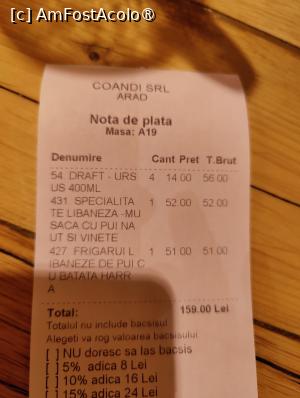 [c] AmFostAcolo®
COANDI SRL
ARAD
Nota de plata
Masa: A19
Denumire Cant Pret T.Brut
54 DRAFT - URS 4 14.00 56.00
US 400ML
431 SPECIALITA 1 52.00 52.00
TE LIBANEZA -MU
SACA CU PUI NA
UT SI VINETE
427 FRIGARUI L 1 51.00 51.00
IBANEZE DE PUI C
U BATATA HARR
A
Total: 159.00 Lei
Totalul nu include bacsisul
Alegeti va rog valoarea bacsisului
[ ] NU doresc sa las bacsis
[ ] 5% adica 8 Lei
[ ] 10% adica 16 Lei
[ ] 15% adica 24 Lei